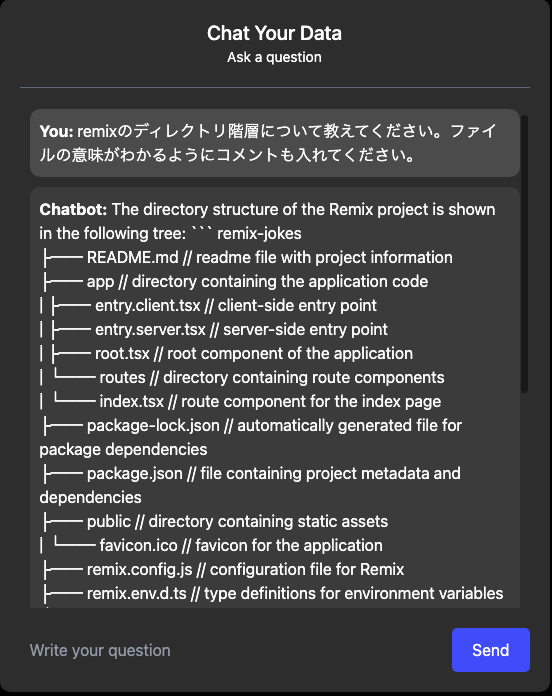 Chat Your Data
Ask a question
You: remixのディレクトリ階層について教えてください。ファイ
ルの意味がわかるようにコメントも入れてください。
Chatbot: The directory structure of the Remix project is shown
in the following tree: ``` remix-jokes
├── README.md // readme file with project information
├── app // directory containing the application code
│ ├── entry.client.tsx // client-side entry point
│ ├── entry.server.tsx // server-side entry point
│ ├── root.tsx // root component of the application
│ └── routes // directory containing route components
│ └── index.tsx // route component for the index page
├── package-lock.json // automatically generated file for
package dependencies
├── package.json // file containing project metadata and
dependencies
├── public // directory containing static assets
│ └── favicon.ico // favicon for the application
├── remix.config.js // configuration file for Remix
├── remix.env.d.ts // type definitions for environment variables
Write your question
Send